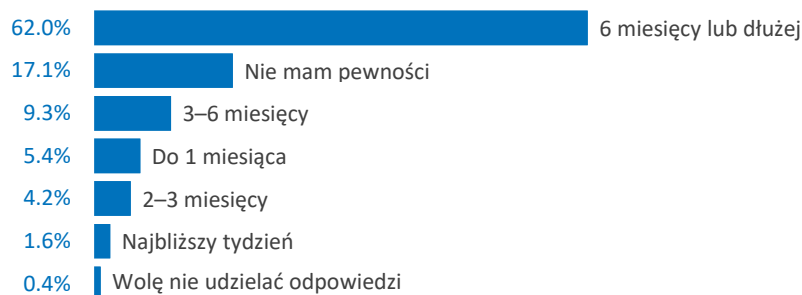 62.0% 6 miesięcy lub dłużej
17.1% Nie mam pewności
9.3% 3–6 miesięcy
5.4% Do 1 miesiąca
4.2% 2–3 miesięcy
1.6% Najbliższy tydzień
0.4% Wolę nie udzielać odpowiedzi